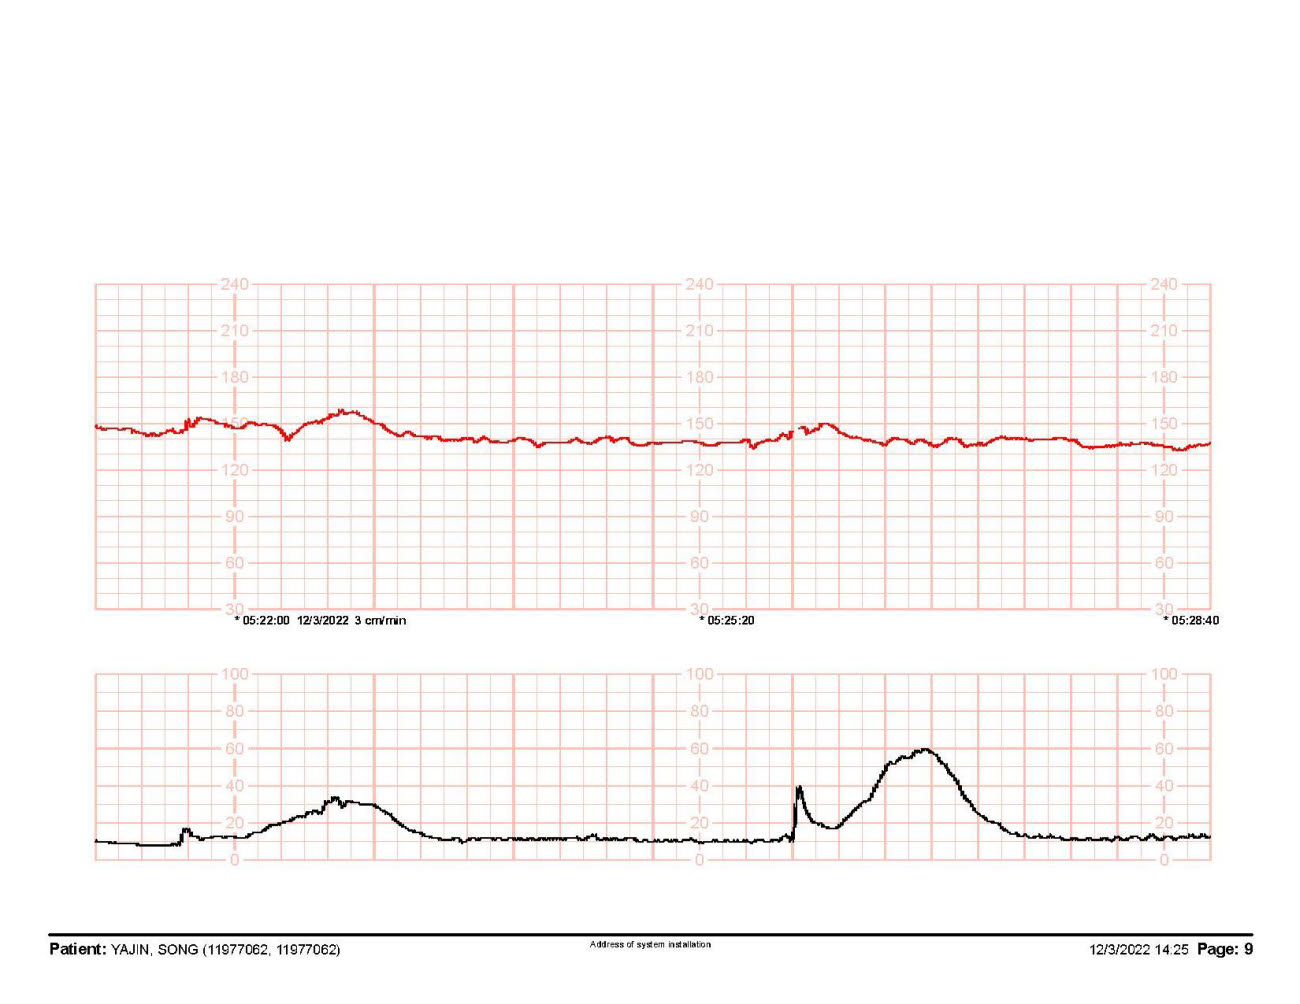 240 240 240
210 210 210
180 180 180
150 150 150
120 120 120
90 90 90
60 60 60
30 30 30
* 05:22:00 12/3/2022 3 cm/min * 05:25:20 * 05:28:40
100 100 100
80 80 80
60 60 60
40 40 40
20 20 20
0 0 0
Patient: YAJIN, SONG (11977062, 11977062) Address of system installation 12/3/2022 14:25 Page: 9